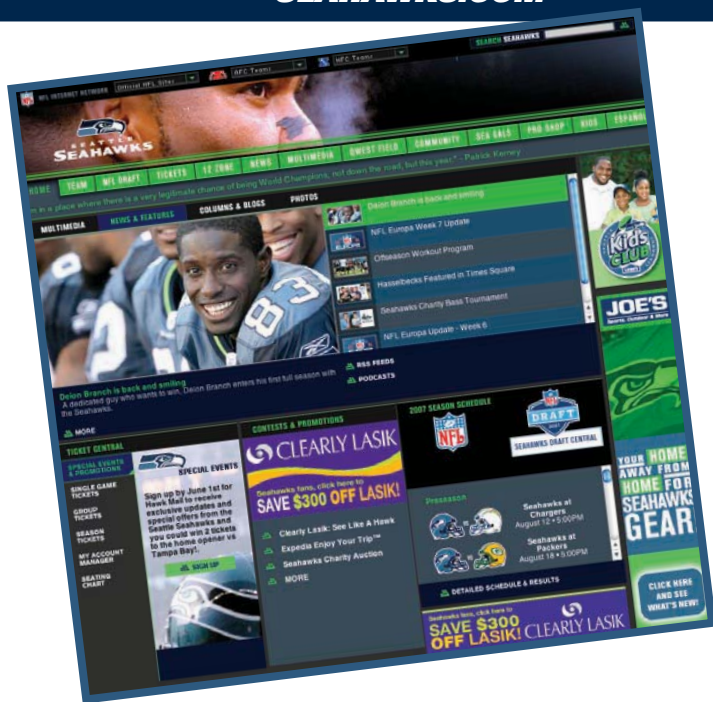 SEAHAWKS.COM
NFL INTERNET NETWORK
Official NFL Sites
AFC Teams
NFC Teams
SEARCH SEAHAWKS
SEATTLE
SEAHAWKS
HOME TEAM NFL DRAFT TICKETS 12 ZONE NEWS MULTIMEDIA QWEST FIELD COMMUNITY SEA GALS PRO SHOP KIDS ESPAÑOL
m in a place where there is a very legitimate chance of being World Champions, not down the road, but this year." - Patrick Kerney
MULTIMEDIA NEWS & FEATURES COLUMNS & BLOGS PHOTOS
83
Deion Branch is back and smiling
NFL Europa Week 7 Update
Offseason Workout Program
Hasselbecks Featured in Times Square
Seahawks Charity Bass Tournament
NFL Europa Update - Week 6
Deion Branch is back and smiling
A dedicated guy who wants to win, Deion Branch enters his first full season with
the Seahawks.
MORE
RSS FEEDS
PODCASTS
Kids
CLUB
JOE'S
Sports, Outdoor & More
TICKET CENTRAL
SPECIAL EVENTS
& PROMOTIONS
SINGLE GAME
TICKETS
GROUP
TICKETS
SEASON
TICKETS
MY ACCOUNT
MANAGER
SEATING
CHART
SPECIAL EVENTS
Sign up by June 1st for
Hawk Mail to receive
exclusive updates and
special offers from the
Seattle Seahawks and
you could win 2 tickets
to the home opener vs
Tampa Bay!.
SIGN UP
CONTESTS & PROMOTIONS
CLEARLY LASIK
Seahawks fans, click here to
SAVE $300 OFF LASIK!
Clearly Lasik: See Like A Hawk
Expedia Enjoy Your Trip™
Seahawks Charity Auction
MORE
2007 SEASON SCHEDULE
NFL
DRAFT
2007
SEAHAWKS DRAFT CENTRAL
Preseason
VS
Seahawks at
Chargers
August 12 • 5:00PM
VS
Seahawks at
Packers
August 18 • 5:00PM
DETAILED SCHEDULE & RESULTS
Seahawks fans, click here to
SAVE $300
OFF LASIK!
CLEARLY LASIK
YOUR HOME
AWAY FROM
HOME FOR
SEAHAWKS
GEAR
CLICK HERE
AND SEE
WHAT'S NEW!